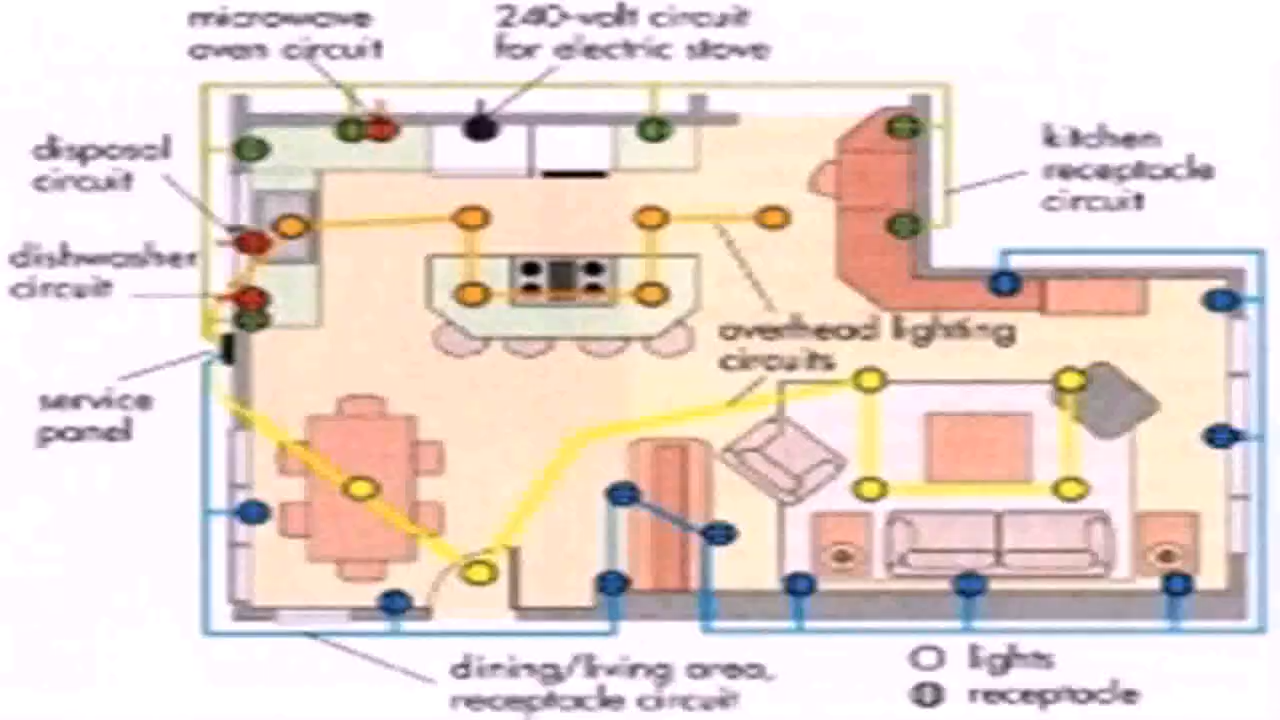 microwave
oven circuit
240-volt circuit
for electric stove
disposal
circuit
kitchen
receptacle
circuit
dishwasher
circuit
overhead lighting
circuits
service
panel
dining/living area,
receptacle circuit
lights
receptacle